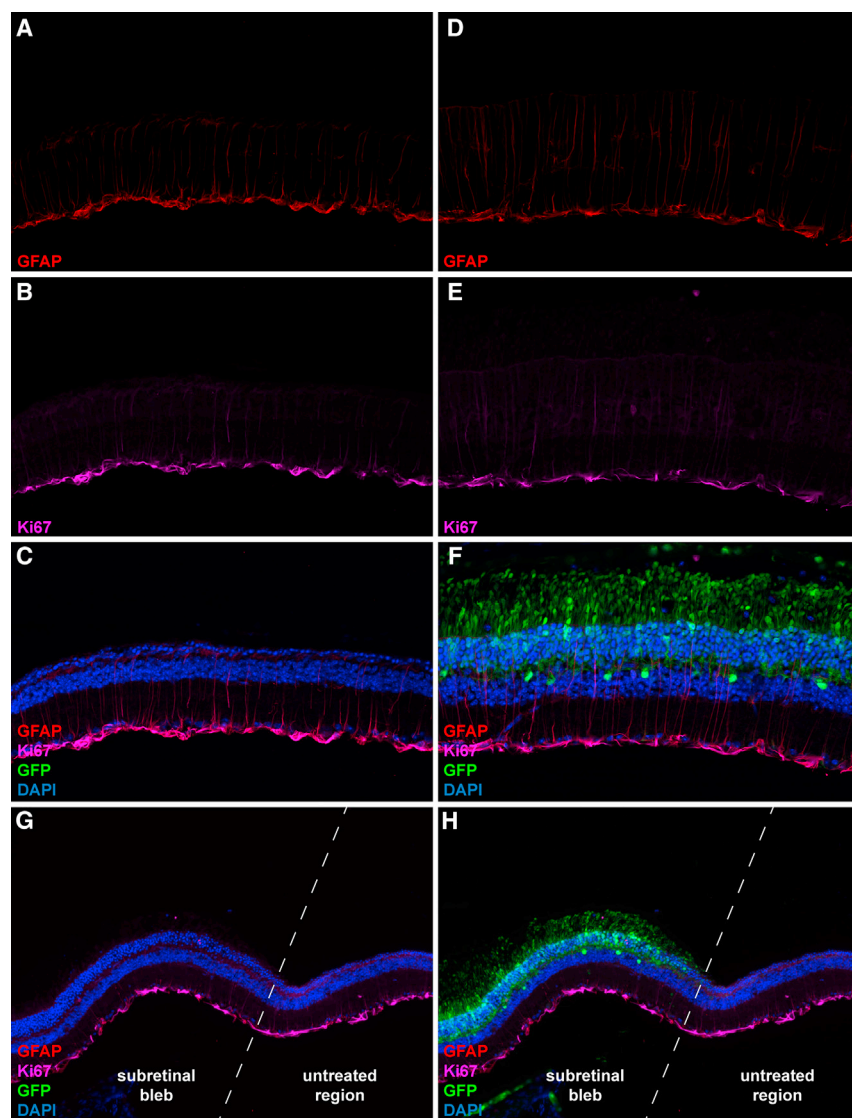 A
GFAP
D
GFAP
B
Ki67
E
Ki67
C
GFAP
Ki67
GFP
DAPI
F
GFAP
Ki67
GFP
DAPI
G
GFAP
Ki67
GFP
DAPI
subretinal
bleb
untreated
region
H
GFAP
Ki67
GFP
DAPI
subretinal
bleb
untreated
region